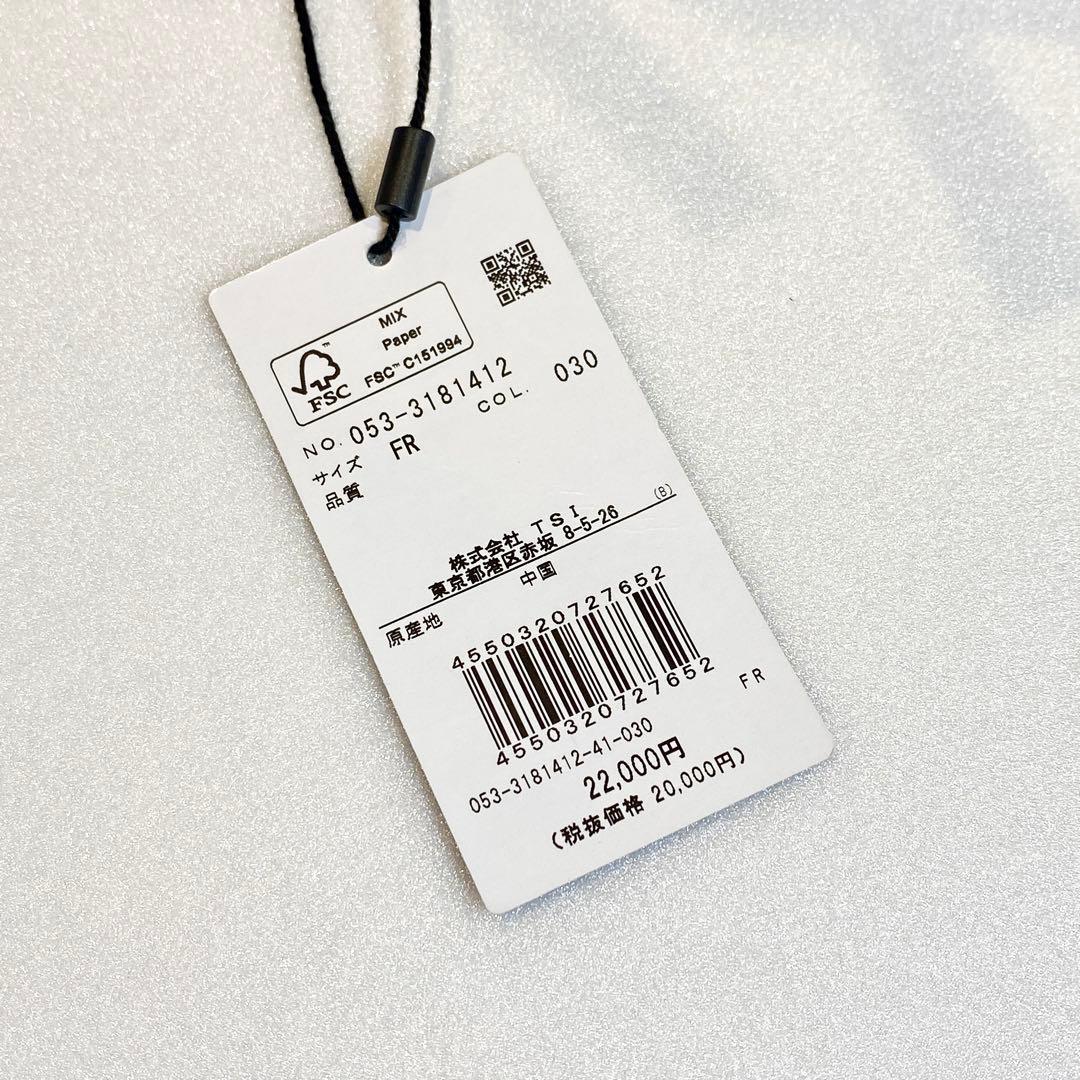 MIX
Paper
FSC™ C151994
FSC
NO. 053-3181412
COL. 030
サイズ FR
品質
(B)
株式会社 TSI
東京都港区赤坂 8-5-26
原産地 中国
4550320727652
4550320727652
053-3181412-41-030 FR
22,000円
(税抜価格 20,000円)